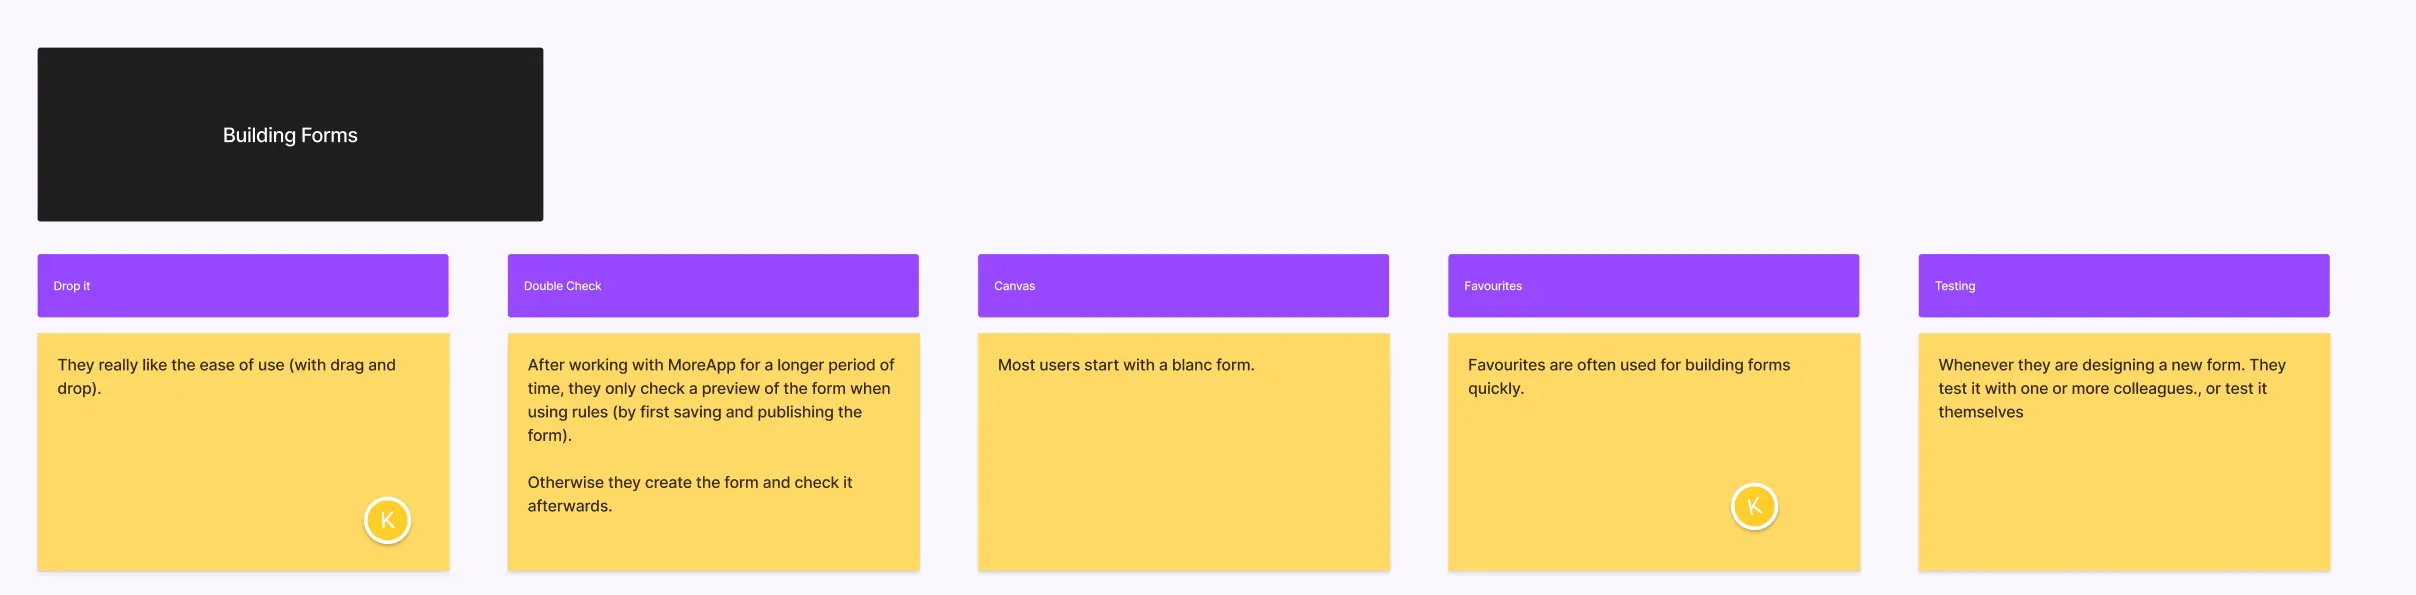 Building Forms
Drop it
Double Check
Canvas
Favourites
Testing
They really like the ease of use (with drag and
drop).
K
After working with MoreApp for a longer period of
time, they only check a preview of the form when
using rules (by first saving and publishing the
form).
Otherwise they create the form and check it
afterwards.
Most users start with a blanc form.
Favourites are often used for building forms
quickly.
K
Whenever they are designing a new form. They
test it with one or more colleagues., or test it
themselves